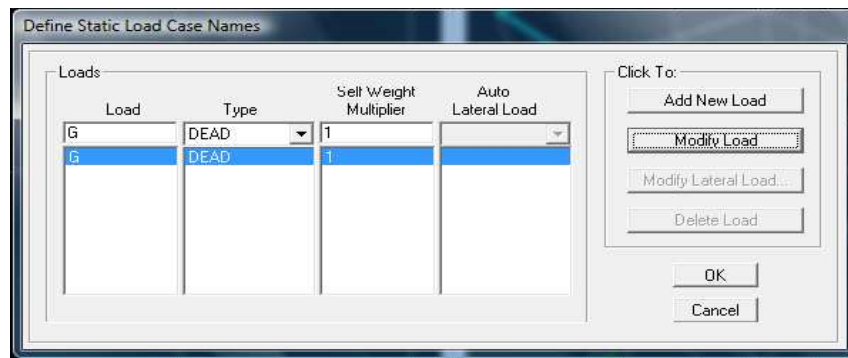 Define Static Load Case Names
Loads
Click To:
Load Type Self Weight Multiplier Auto Lateral Load
G DEAD 1
G DEAD 1
Add New Load
Modify Load
Modify Lateral Load...
Delete Load
OK
Cancel